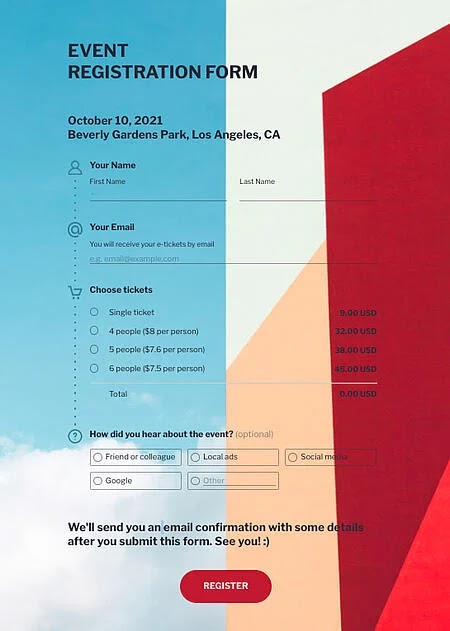 EVENT
REGISTRATION FORM
October 10, 2021
Beverly Gardens Park, Los Angeles, CA
Your Name
First Name Last Name
Your Email
You will receive your e-tickets by email
e.g. email@example.com
Choose tickets
Single ticket 9.00 USD
4 people ($8 per person) 32.00 USD
5 people ($7.6 per person) 38.00 USD
6 people ($7.5 per person) 45.00 USD
Total 0.00 USD
How did you hear about the event? (optional)
Friend or colleague Local ads Social media
Google Other
We'll send you an email confirmation with some details
after you submit this form. See you! :)
REGISTER